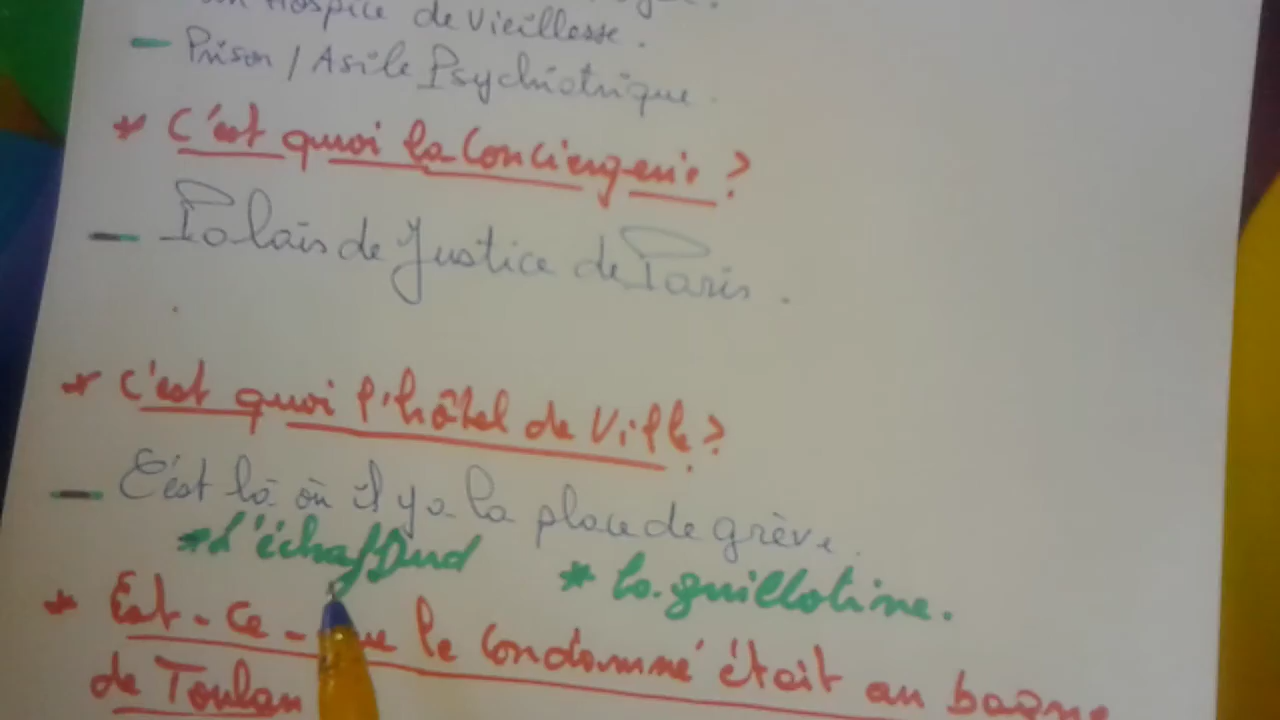 Hospice de Vieillesse.
- Prison / Asile Psychiatrique.
* C'est quoi la Conciergerie ?
- Palais de Justice de Paris.
* C'est quoi l'hôtel de Ville ?
- C'est là où il y a la place de grève.
* L'échaffaud * la guillotine.
* Est-ce-que le Condamné était au bagne
de Toulon